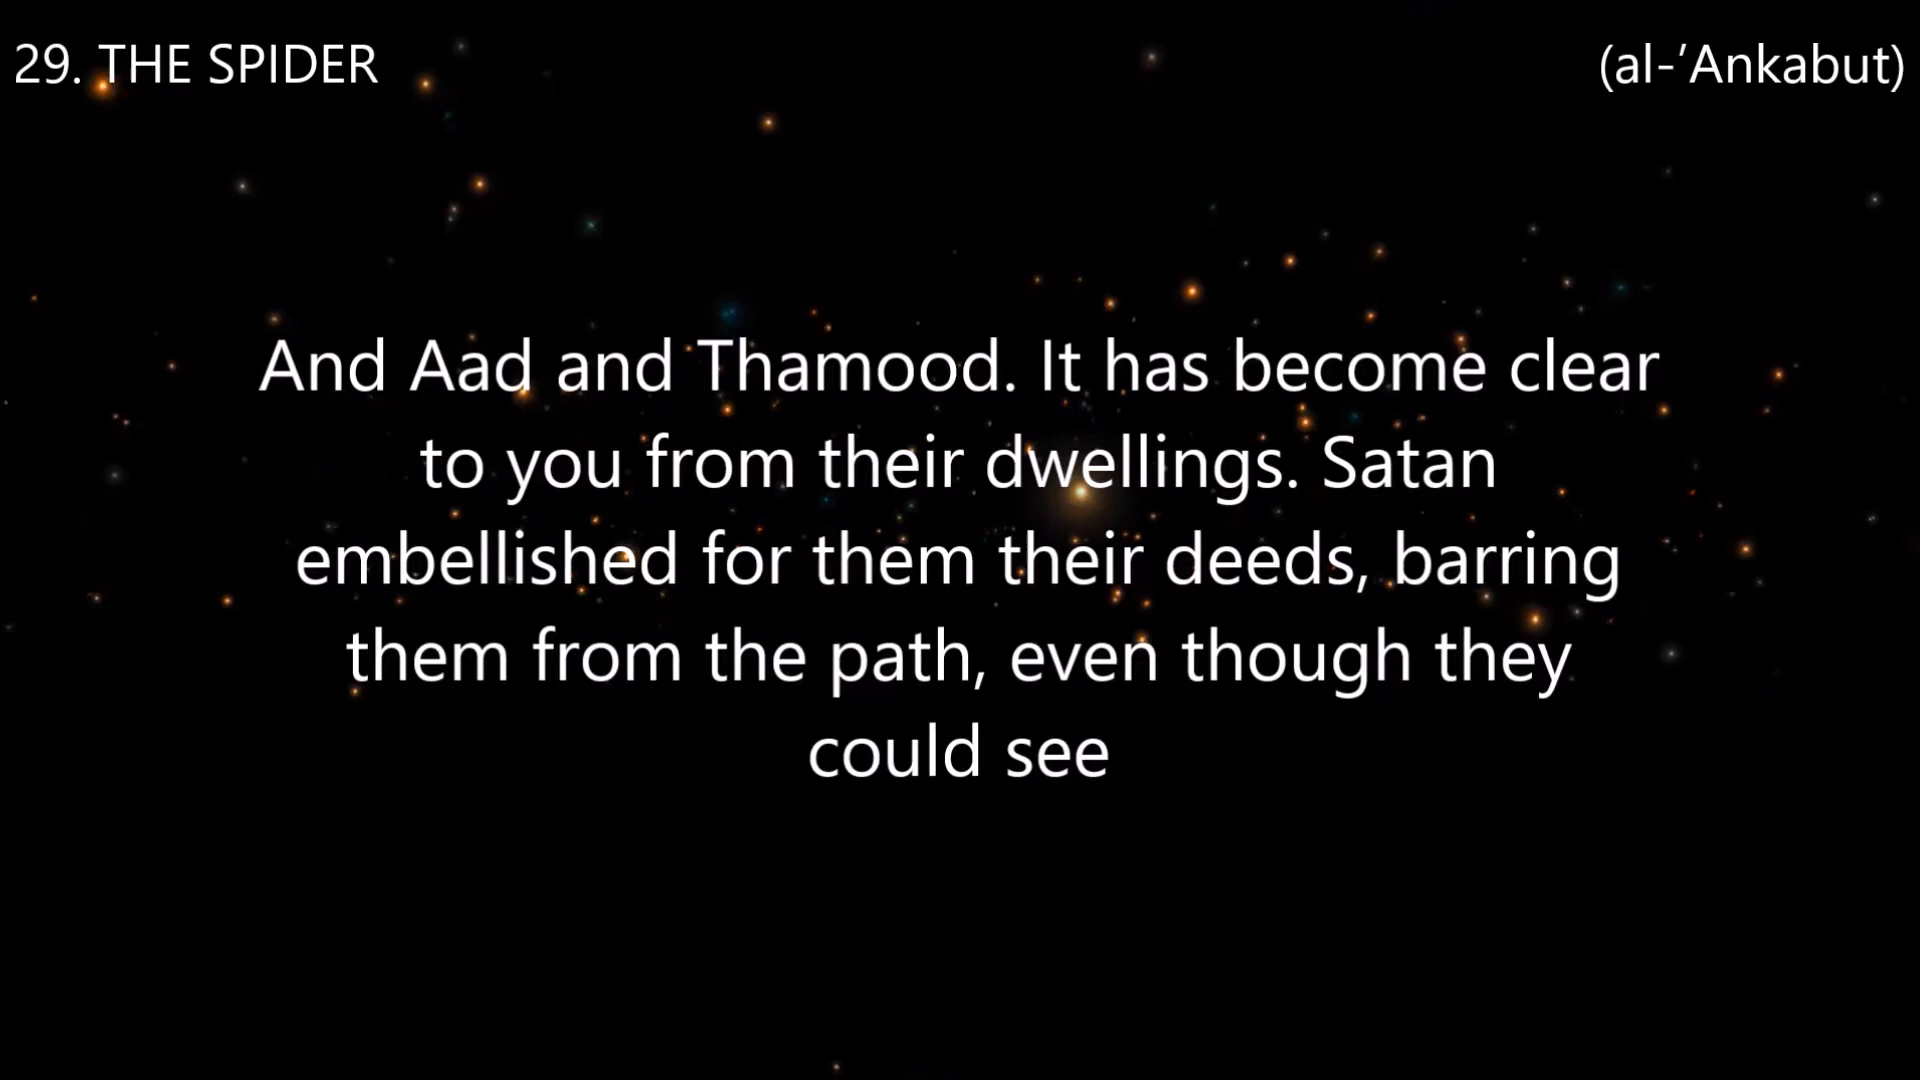 29. THE SPIDER
(al-’Ankabut)
And Aad and Thamood. It has become clear
to you from their dwellings. Satan
embellished for them their deeds, barring
them from the path, even though they
could see